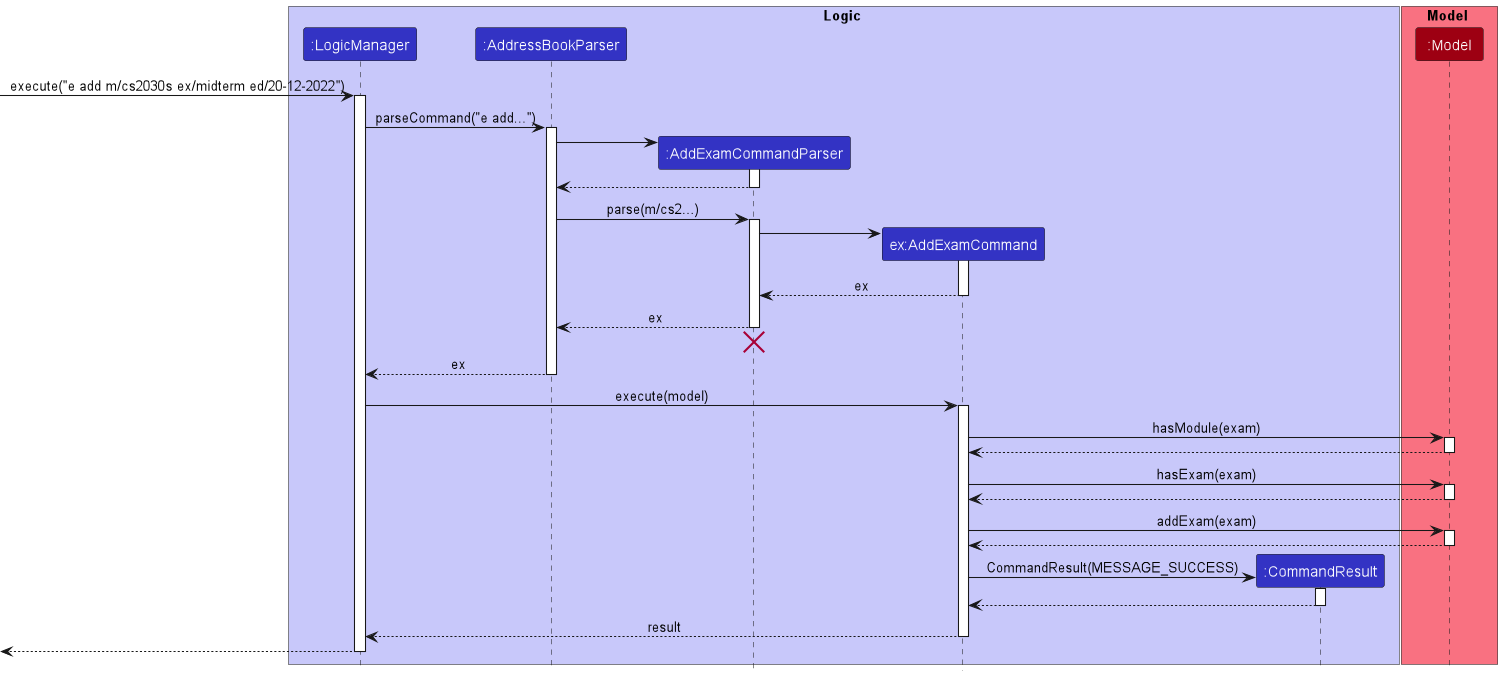 Logic
Model
:LogicManager
:AddressBookParser
:Model
execute("e add m/cs2030s ex/midterm ed/20-12-2022")
parseCommand("e add...")
:AddExamCommandParser
parse(m/cs2...)
ex:AddExamCommand
ex
ex
ex
execute(model)
hasModule(exam)
hasExam(exam)
addExam(exam)
CommandResult(MESSAGE_SUCCESS)
:CommandResult
result